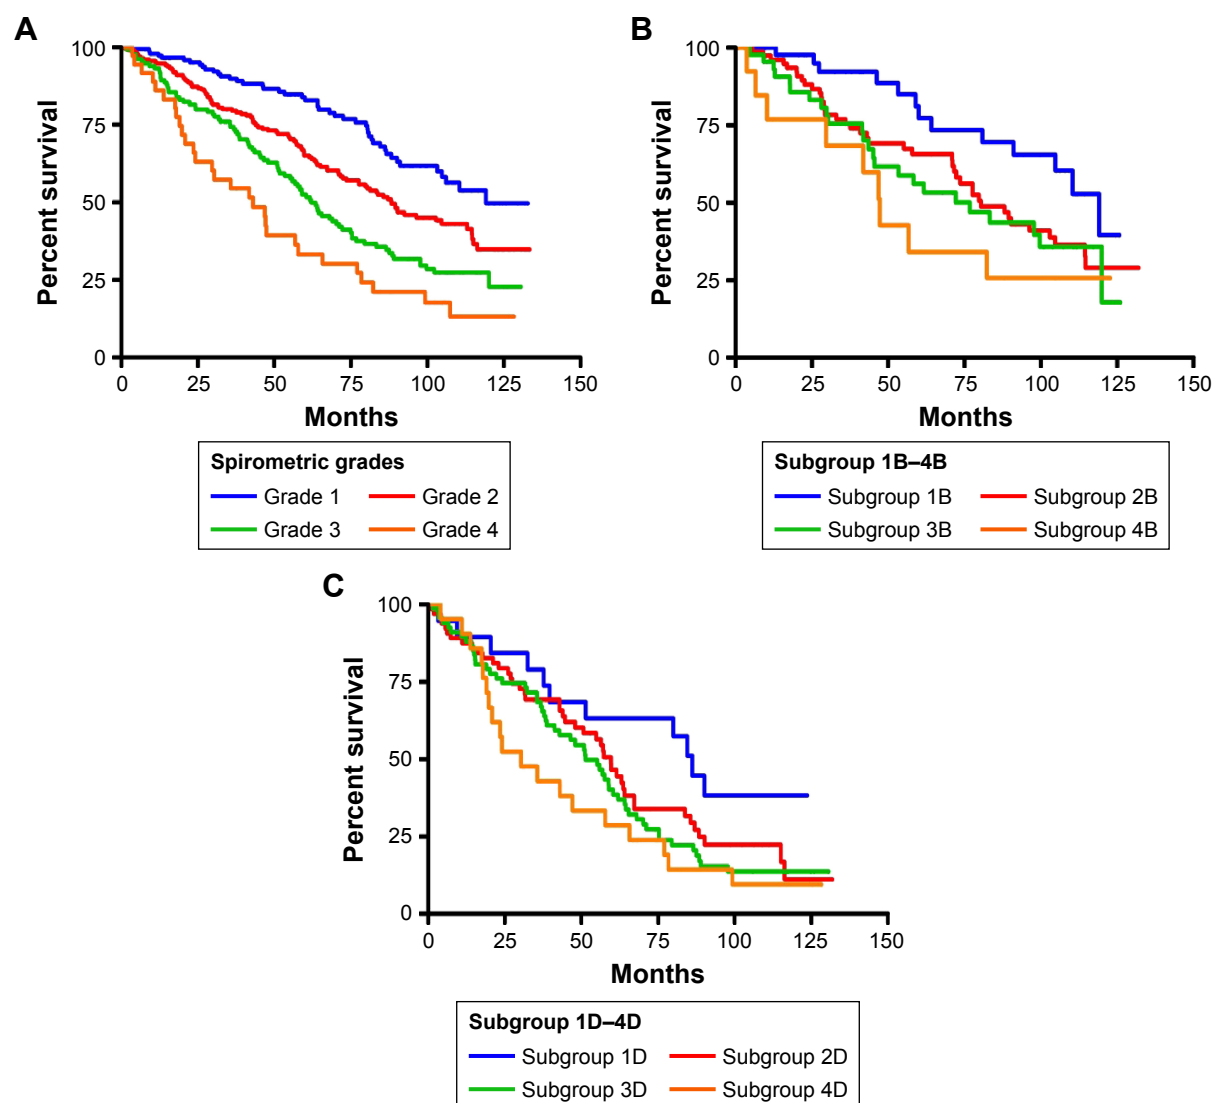 A
Percent survival
100
75
50
25
0
0 25 50 75 100 125 150
Months
Spirometric grades
Grade 1 Grade 2
Grade 3 Grade 4
B
Percent survival
100
75
50
25
0
0 25 50 75 100 125 150
Months
Subgroup 1B–4B
Subgroup 1B Subgroup 2B
Subgroup 3B Subgroup 4B
C
Percent survival
100
75
50
25
0
0 25 50 75 100 125 150
Months
Subgroup 1D–4D
Subgroup 1D Subgroup 2D
Subgroup 3D Subgroup 4D